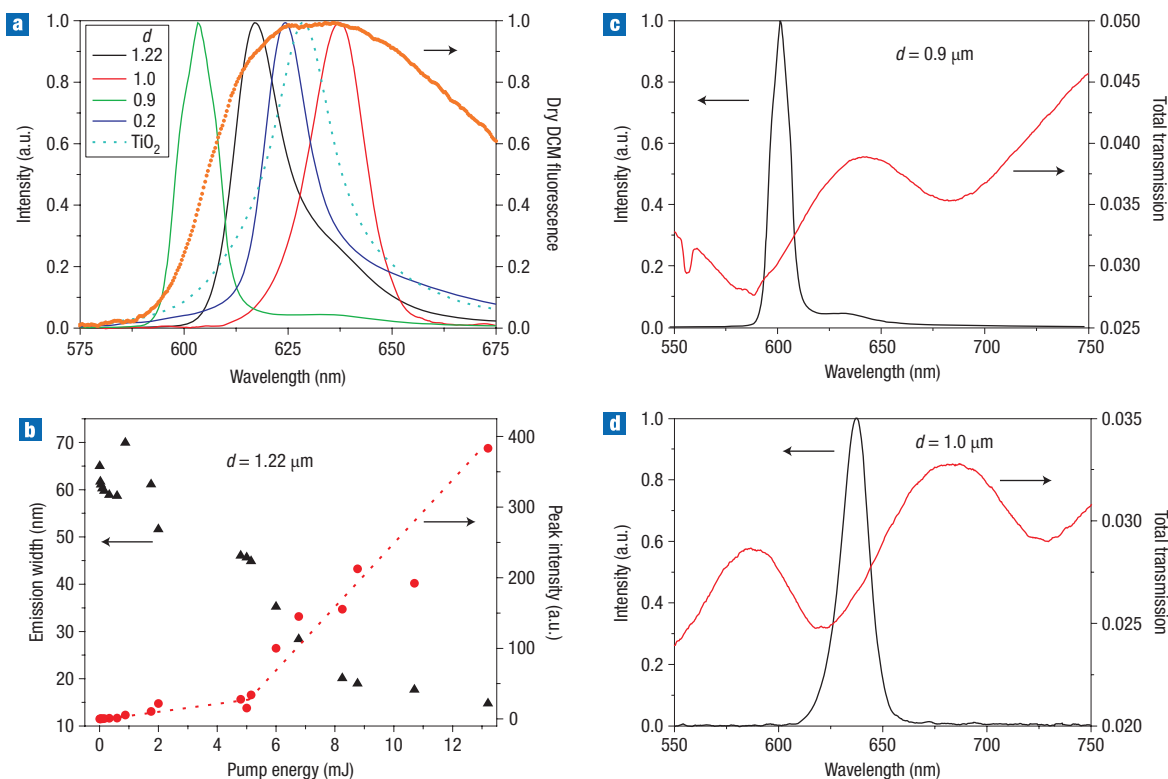 a
Intensity (a.u.)
1.0
0.8
0.6
0.4
0.2
0.0
d
1.22
1.0
0.9
0.2
TiO2
1.0
0.8
0.6
0.4
0.2
0.0
Dry DCM fluorescence
575 600 625 650 675
Wavelength (nm)
c
Intensity (a.u.)
1.0
0.8
0.6
0.4
0.2
0.0
d = 0.9 μm
0.050
0.045
0.040
0.035
0.030
0.025
Total transmission
550 600 650 700 750
Wavelength (nm)
b
Emission width (nm)
70
60
50
40
30
20
10
d = 1.22 μm
400
300
200
100
0
Peak intensity (a.u.)
0 2 4 6 8 10 12
Pump energy (mJ)
d
Intensity (a.u.)
1.0
0.8
0.6
0.4
0.2
0.0
d = 1.0 μm
0.035
0.030
0.025
0.020
Total transmission
550 600 650 700 750
Wavelength (nm)